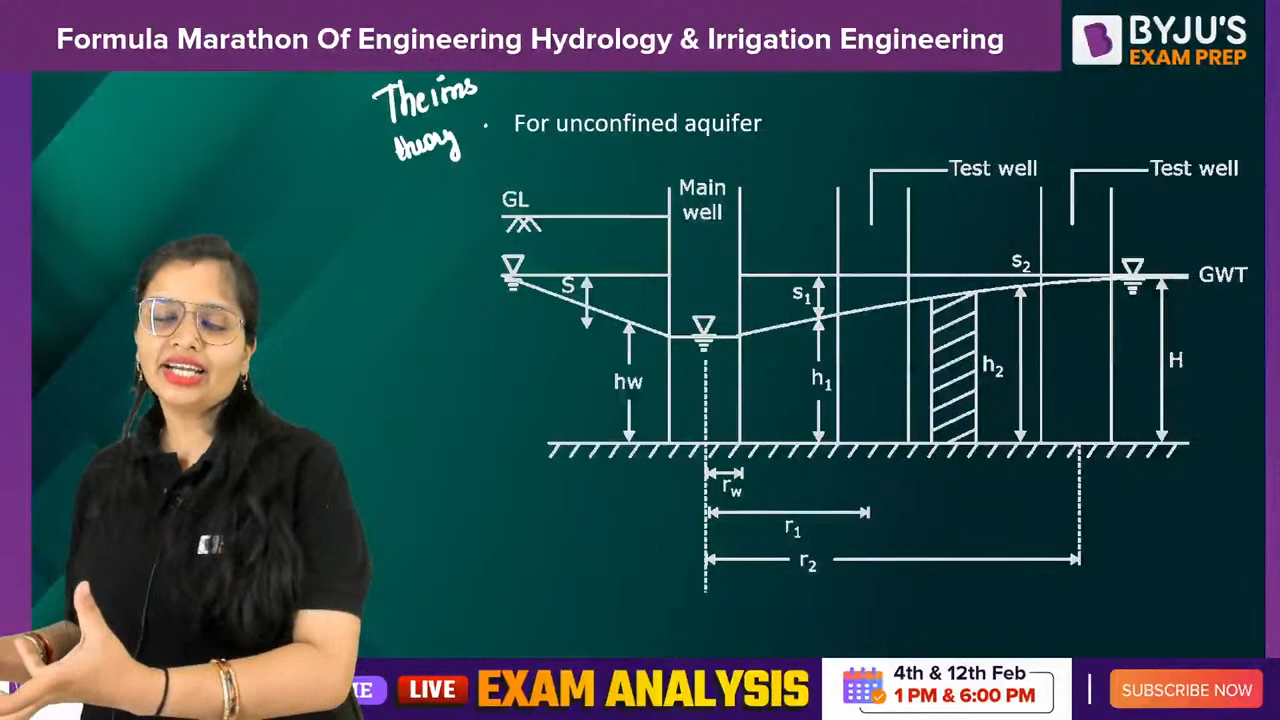 Formula Marathon Of Engineering Hydrology & Irrigation Engineering
BYJU'S
EXAM PREP
Theims
theory
For unconfined aquifer
Test well
Test well
Main
well
GL
S
s₁
s₂
GWT
hw
h₁
h₂
H
r_w
r₁
r₂
LIVE
EXAM ANALYSIS
4th & 12th Feb
1 PM & 6:00 PM
SUBSCRIBE NOW